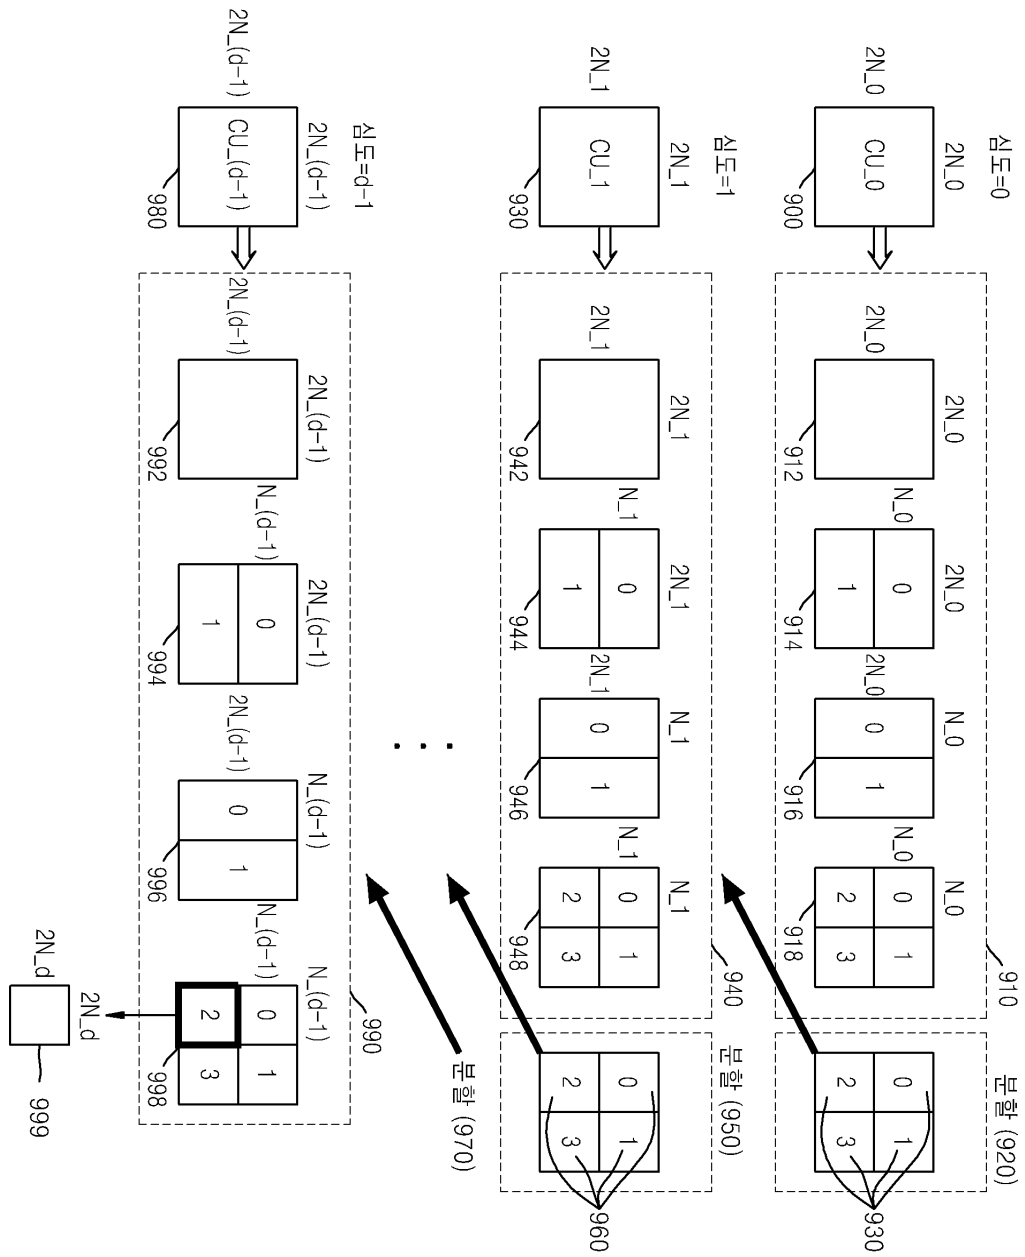 심도=0
2N_0
2N_0
CU_0
900
2N_0
2N_0
912
2N_0
N_0
0
1
914
N_0
2N_0
0
1
916
N_0
N_0
0
1
2
3
918
910
분할 (920)
0
1
2
3
930
심도=1
2N_1
2N_1
CU_1
930
2N_1
2N_1
942
2N_1
N_1
0
1
944
N_1
2N_1
0
1
946
N_1
N_1
0
1
2
3
948
940
분할 (950)
0
1
2
3
960
...
분할 (970)
심도=d-1
2N_(d-1)
2N_(d-1)
CU_(d-1)
980
2N_(d-1)
2N_(d-1)
992
2N_(d-1)
N_(d-1)
0
1
994
N_(d-1)
2N_(d-1)
0
1
996
N_(d-1)
N_(d-1)
0
1
2
3
998
990
2N_d
2N_d
999